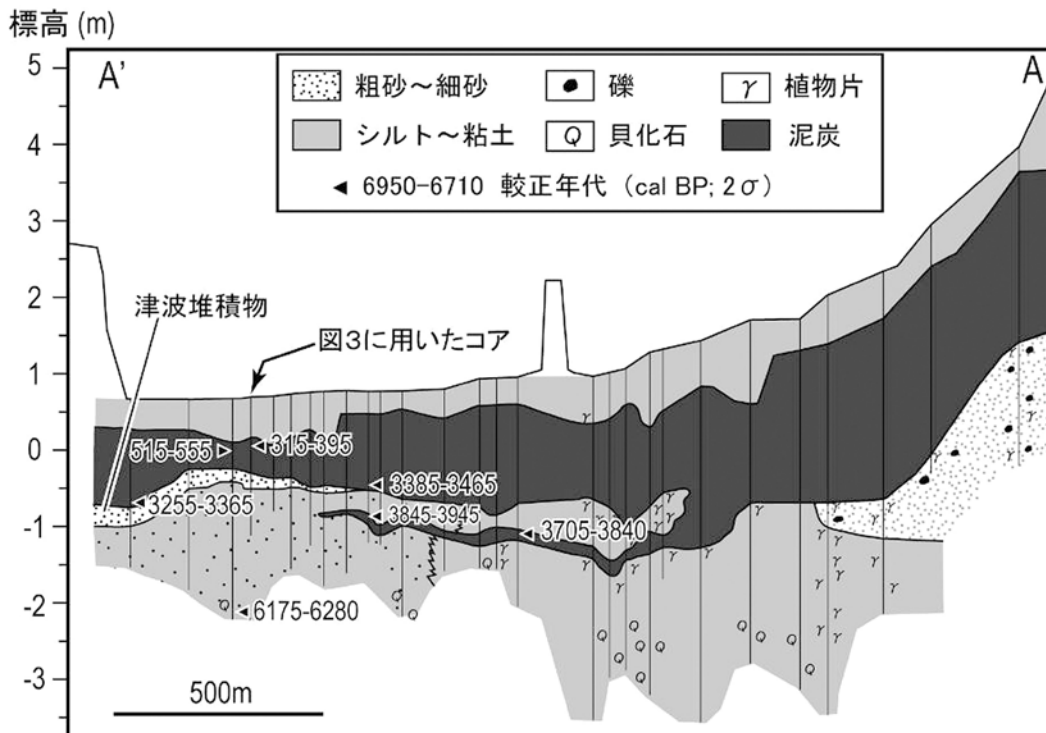 標高 (m)
5
4
3
2
1
0
-1
-2
-3
A'
A
粗砂～細砂
礫
植物片
シルト～粘土
貝化石
泥炭
◄ 6950-6710 較正年代 (cal BP; 2σ)
津波堆積物
図3に用いたコア
515-555
315-395
3255-3365
3385-3465
3845-3945
3705-3840
6175-6280
500m